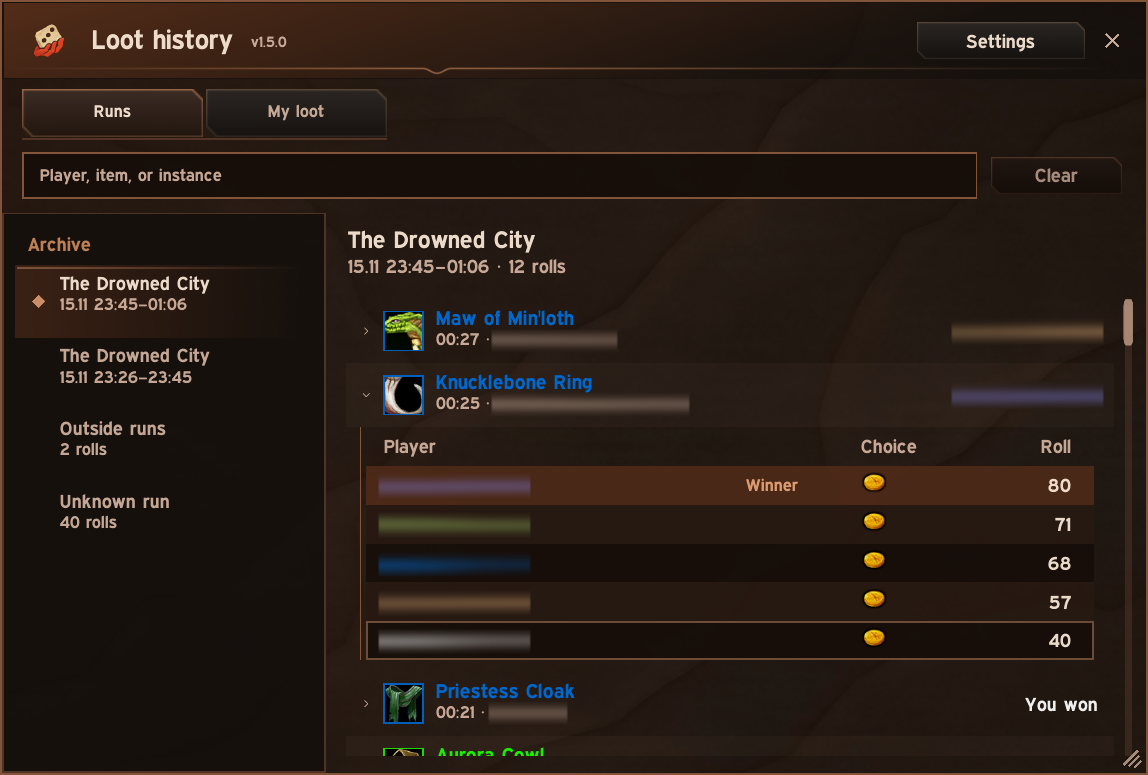 Loot history v1.5.0
Settings
Runs
My loot
Player, item, or instance
Clear
Archive
The Drowned City
15.11 23:45–01:06
The Drowned City
15.11 23:26–23:45
Outside runs
2 rolls
Unknown run
40 rolls
The Drowned City
15.11 23:45–01:06 · 12 rolls
Maw of Min'loth
00:27 ·
Knucklebone Ring
00:25 ·
Player Choice Roll
Winner 80
71
68
57
40
Priestess Cloak
00:21 ·
You won
Aurora Cowl